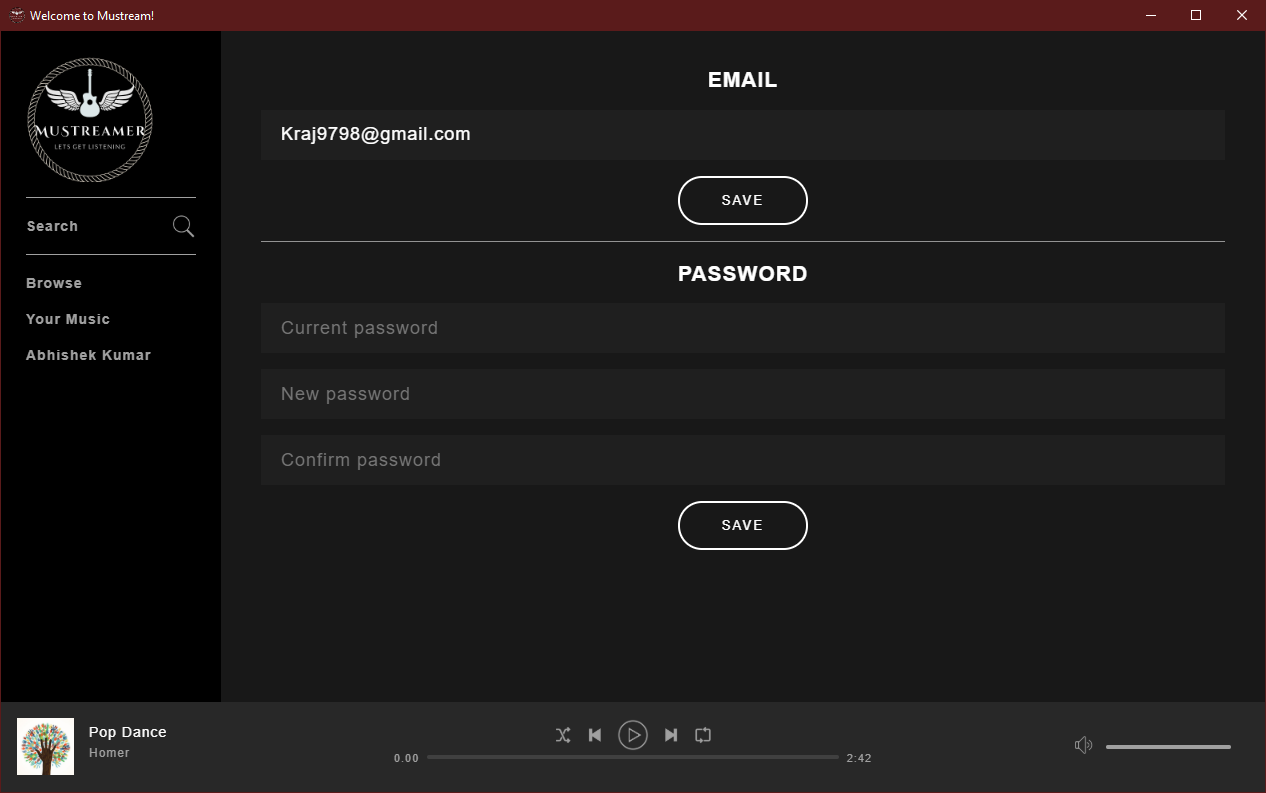 Welcome to Mustream!
MUSTREAMER
LETS GET LISTENING
Search
Browse
Your Music
Abhishek Kumar
EMAIL
Kraj9798@gmail.com
SAVE
PASSWORD
Current password
New password
Confirm password
SAVE
Pop Dance
Homer
0.00
2:42